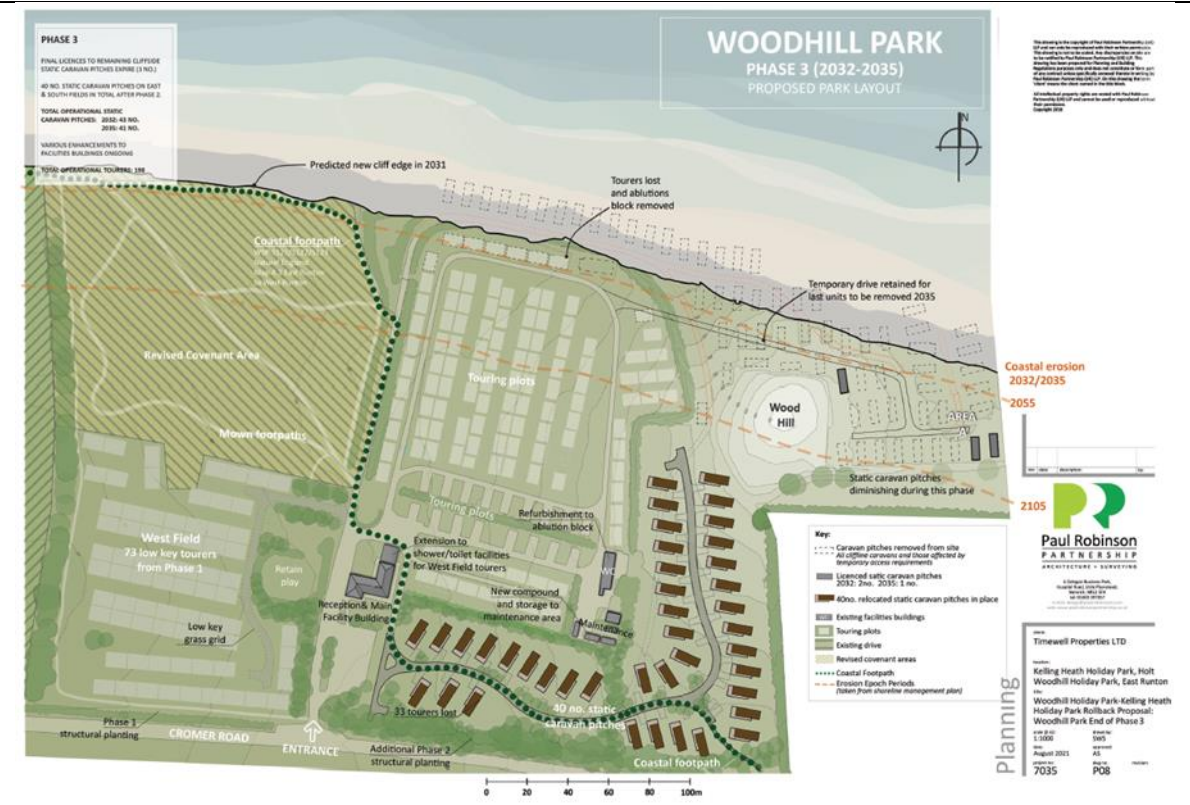 PHASE 3
FINAL LICENCES TO REMAINING CLIFFSIDE
STATIC CARAVAN PITCHES EXPIRE (3 NO.)
40 NO. STATIC CARAVAN PITCHES ON EAST
& SOUTH FIELDS IN TOTAL AFTER PHASE 2.
TOTAL OPERATIONAL STATIC
CARAVAN PITCHES: 2032: 43 NO.
2035: 41 NO.
VARIOUS ENHANCEMENTS TO
FACILITIES BUILDINGS ONGOING
TOTAL OPERATIONAL TOURERS: 198
WOODHILL PARK
PHASE 3 (2032-2035)
PROPOSED PARK LAYOUT
N
Copyright 2018
Predicted new cliff edge in 2031
Tourers lost
and ablutions
block removed
Coastal footpath
Temporary drive retained for
last units to be removed 2035
Revised Covenant Area
Touring plots
Coastal erosion
2032/2035
2055
Wood
Hill
AREA
A
Mown footpaths
Static caravan pitches
diminishing during this phase
2105
Touring plots
Refurbishment to
ablution block
West Field
73 low key tourers
from Phase 1
Retain
play
Extension to
shower/toilet facilities
for West Field tourers
WC
New compound
and storage to
maintenance area
Reception& Main
Facility Building
Maintenance
Low key
grass grid
33 tourers lost
40 no. static
caravan pitches
Phase 1
structural planting
CROMER ROAD
ENTRANCE
Additional Phase 2
structural planting
Coastal footpath
0 20 40 60 80 100m
Key:
Caravan pitches removed from site
All cliffline caravans and those affected by
temporary access requirements
Licenced satic caravan pitches
2032: 2no. 2035: 1 no.
40no. relocated static caravan pitches in place
Existing facilities buildings
Touring plots
Existing drive
Revised covenant areas
Coastal Footpath
Erosion Epoch Periods
(taken from shoreline management plan)
PR
Paul Robinson
PARTNERSHIP
ARCHITECTURE + SURVEYING
Planning
Timewell Properties LTD
Kelling Heath Holiday Park, Holt
Woodhill Holiday Park, East Runton
Woodhill Holiday Park-Kelling Heath
Holiday Park Rollback Proposal:
Woodhill Park End of Phase 3
1:1000 SWS
August 2021 AS
7035 P08